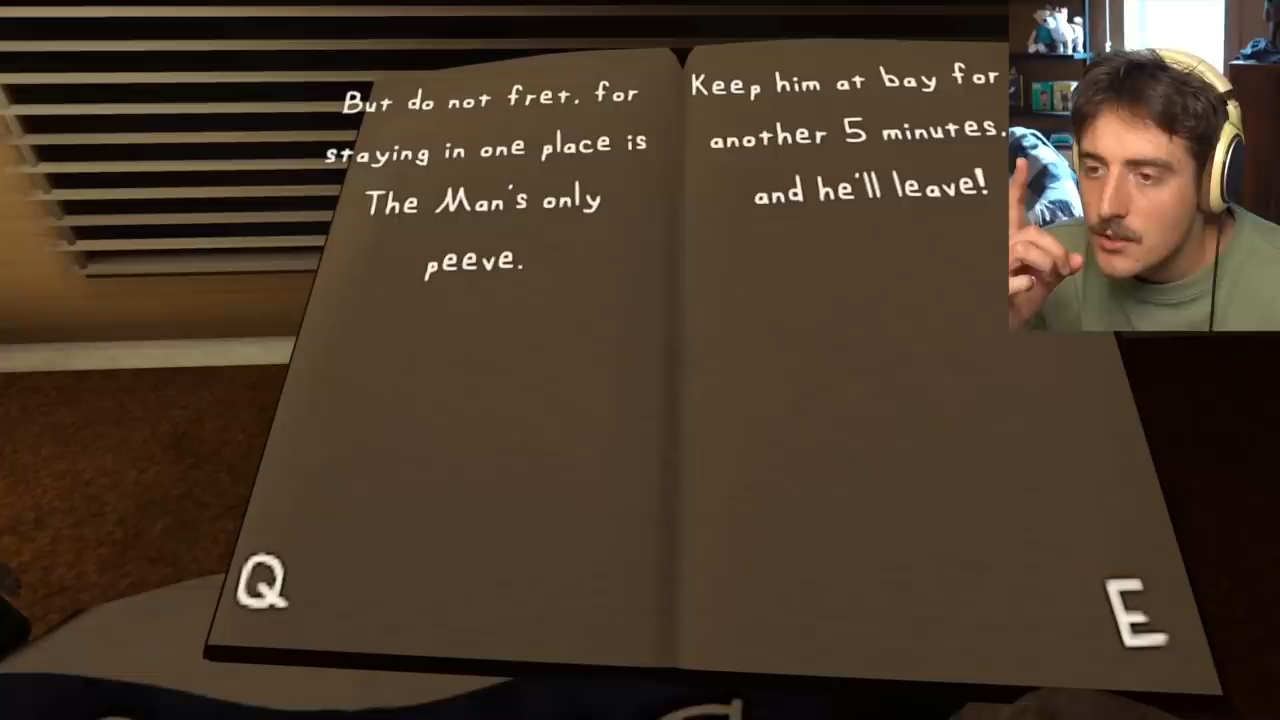 But do not fret. for
staying in one place is
The Man's only
peeve.
Keep him at bay for
another 5 minutes.
and he'll leave!
Q
E